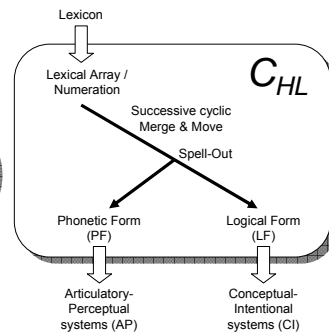 Lexicon
Lexical Array /
Numeration
C_HL
Successive cyclic
Merge & Move
Spell-Out
Phonetic Form
(PF)
Logical Form
(LF)
Articulatory-
Perceptual
systems (AP)
Conceptual-
Intentional
systems (CI)